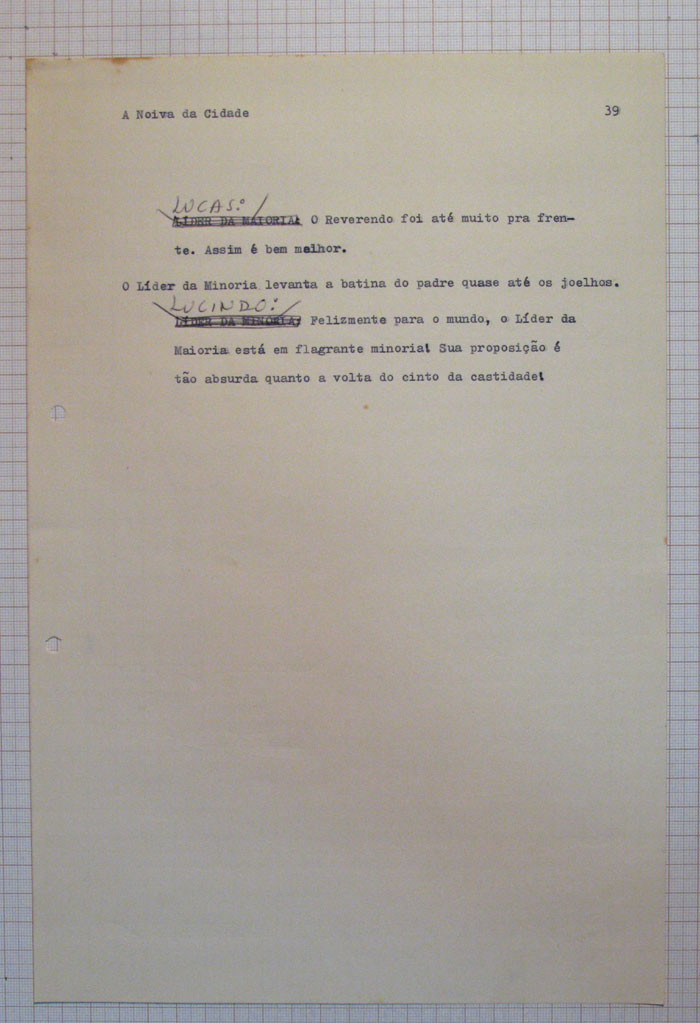 A Noiva da Cidade 39
LUCAS:
LÍDER DA MAIORIA: O Reverendo foi até muito pra fren-
te. Assim é bem melhor.
O Líder da Minoria levanta a batina do padre quase até os joelhos.
LUCINDO:
LÍDER DA MINORIA: Felizmente para o mundo, o Líder da
Maioria está em flagrante minoria! Sua proposição é
tão absurda quanto a volta do cinto da castidade!